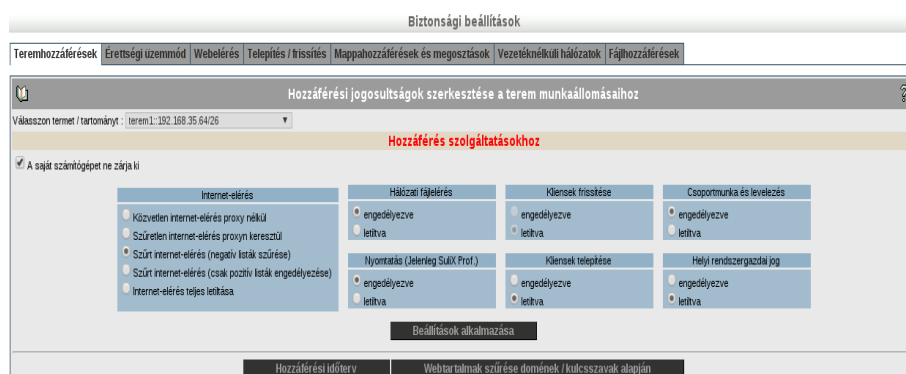 Biztonsági beállítások
Teremhozzáférések Érettségi üzemmód Webelérés Telepítés / frissítés Mappahozzáférések és megosztások Vezetéknélküli hálózatok Fájlhozzáférések
Hozzáférési jogosultságok szerkesztése a terem munkaállomásaihoz ?
Válasszon termet / tartományt : terem1::192.168.35.64/26
Hozzáférés szolgáltatásokhoz
A saját számítógépet ne zárja ki
Internet-elérés
Közvetlen internet-elérés proxy nélkül
Szűretlen internet-elérés proxyn keresztül
Szűrt internet-elérés (negatív listák szűrése)
Szűrt internet-elérés (csak pozitív listák engedélyezése)
Internet-elérés teljes letiltása
Hálózati fájlelérés
engedélyezve
letiltva
Kliensek frissítése
engedélyezve
letiltva
Csoportmunka és levelezés
engedélyezve
letiltva
Nyomtatás (Jelenleg SuliX Prof.)
engedélyezve
letiltva
Kliensek telepítése
engedélyezve
letiltva
Helyi rendszergazdai jog
engedélyezve
letiltva
Beállítások alkalmazása
Hozzáférési időterv
Webtartalmak szűrése domének / kulcsszavak alapján